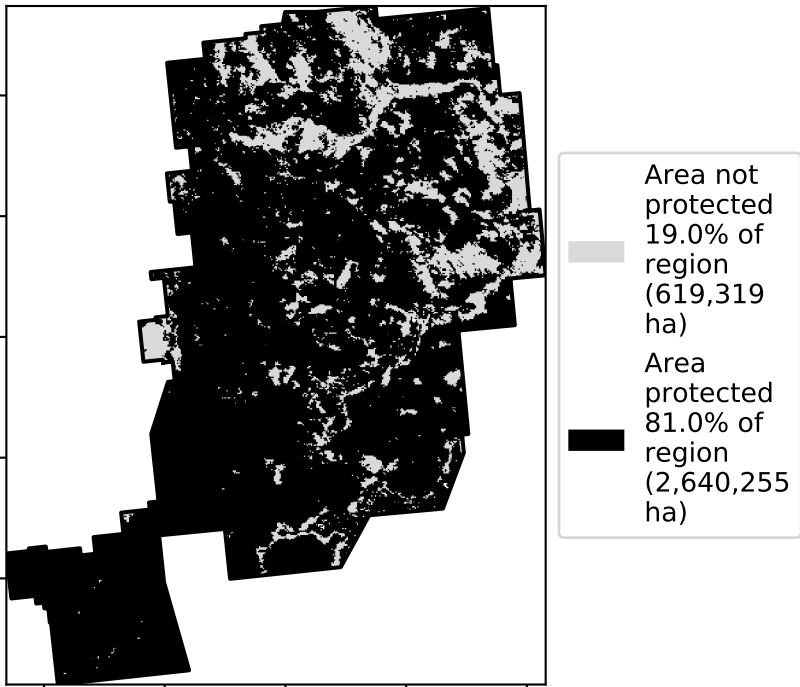 Area not
protected
19.0% of
region
(619,319
ha)
Area
protected
81.0% of
region
(2,640,255
ha)